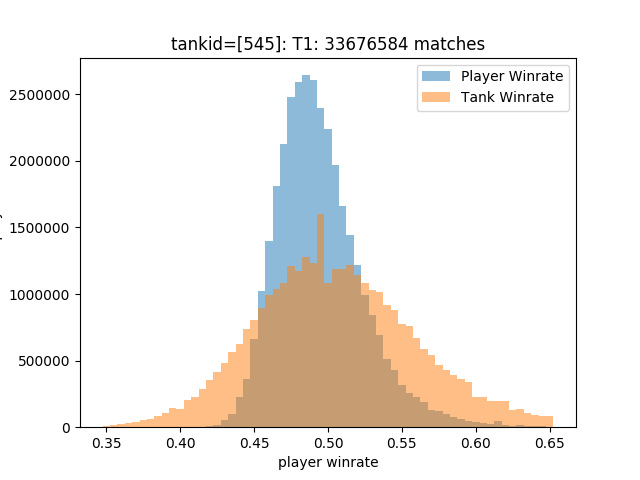 tankid=[545]: T1: 33676584 matches
Player Winrate
Tank Winrate
2500000
2000000
1500000
1000000
500000
0
0.35 0.40 0.45 0.50 0.55 0.60 0.65
player winrate